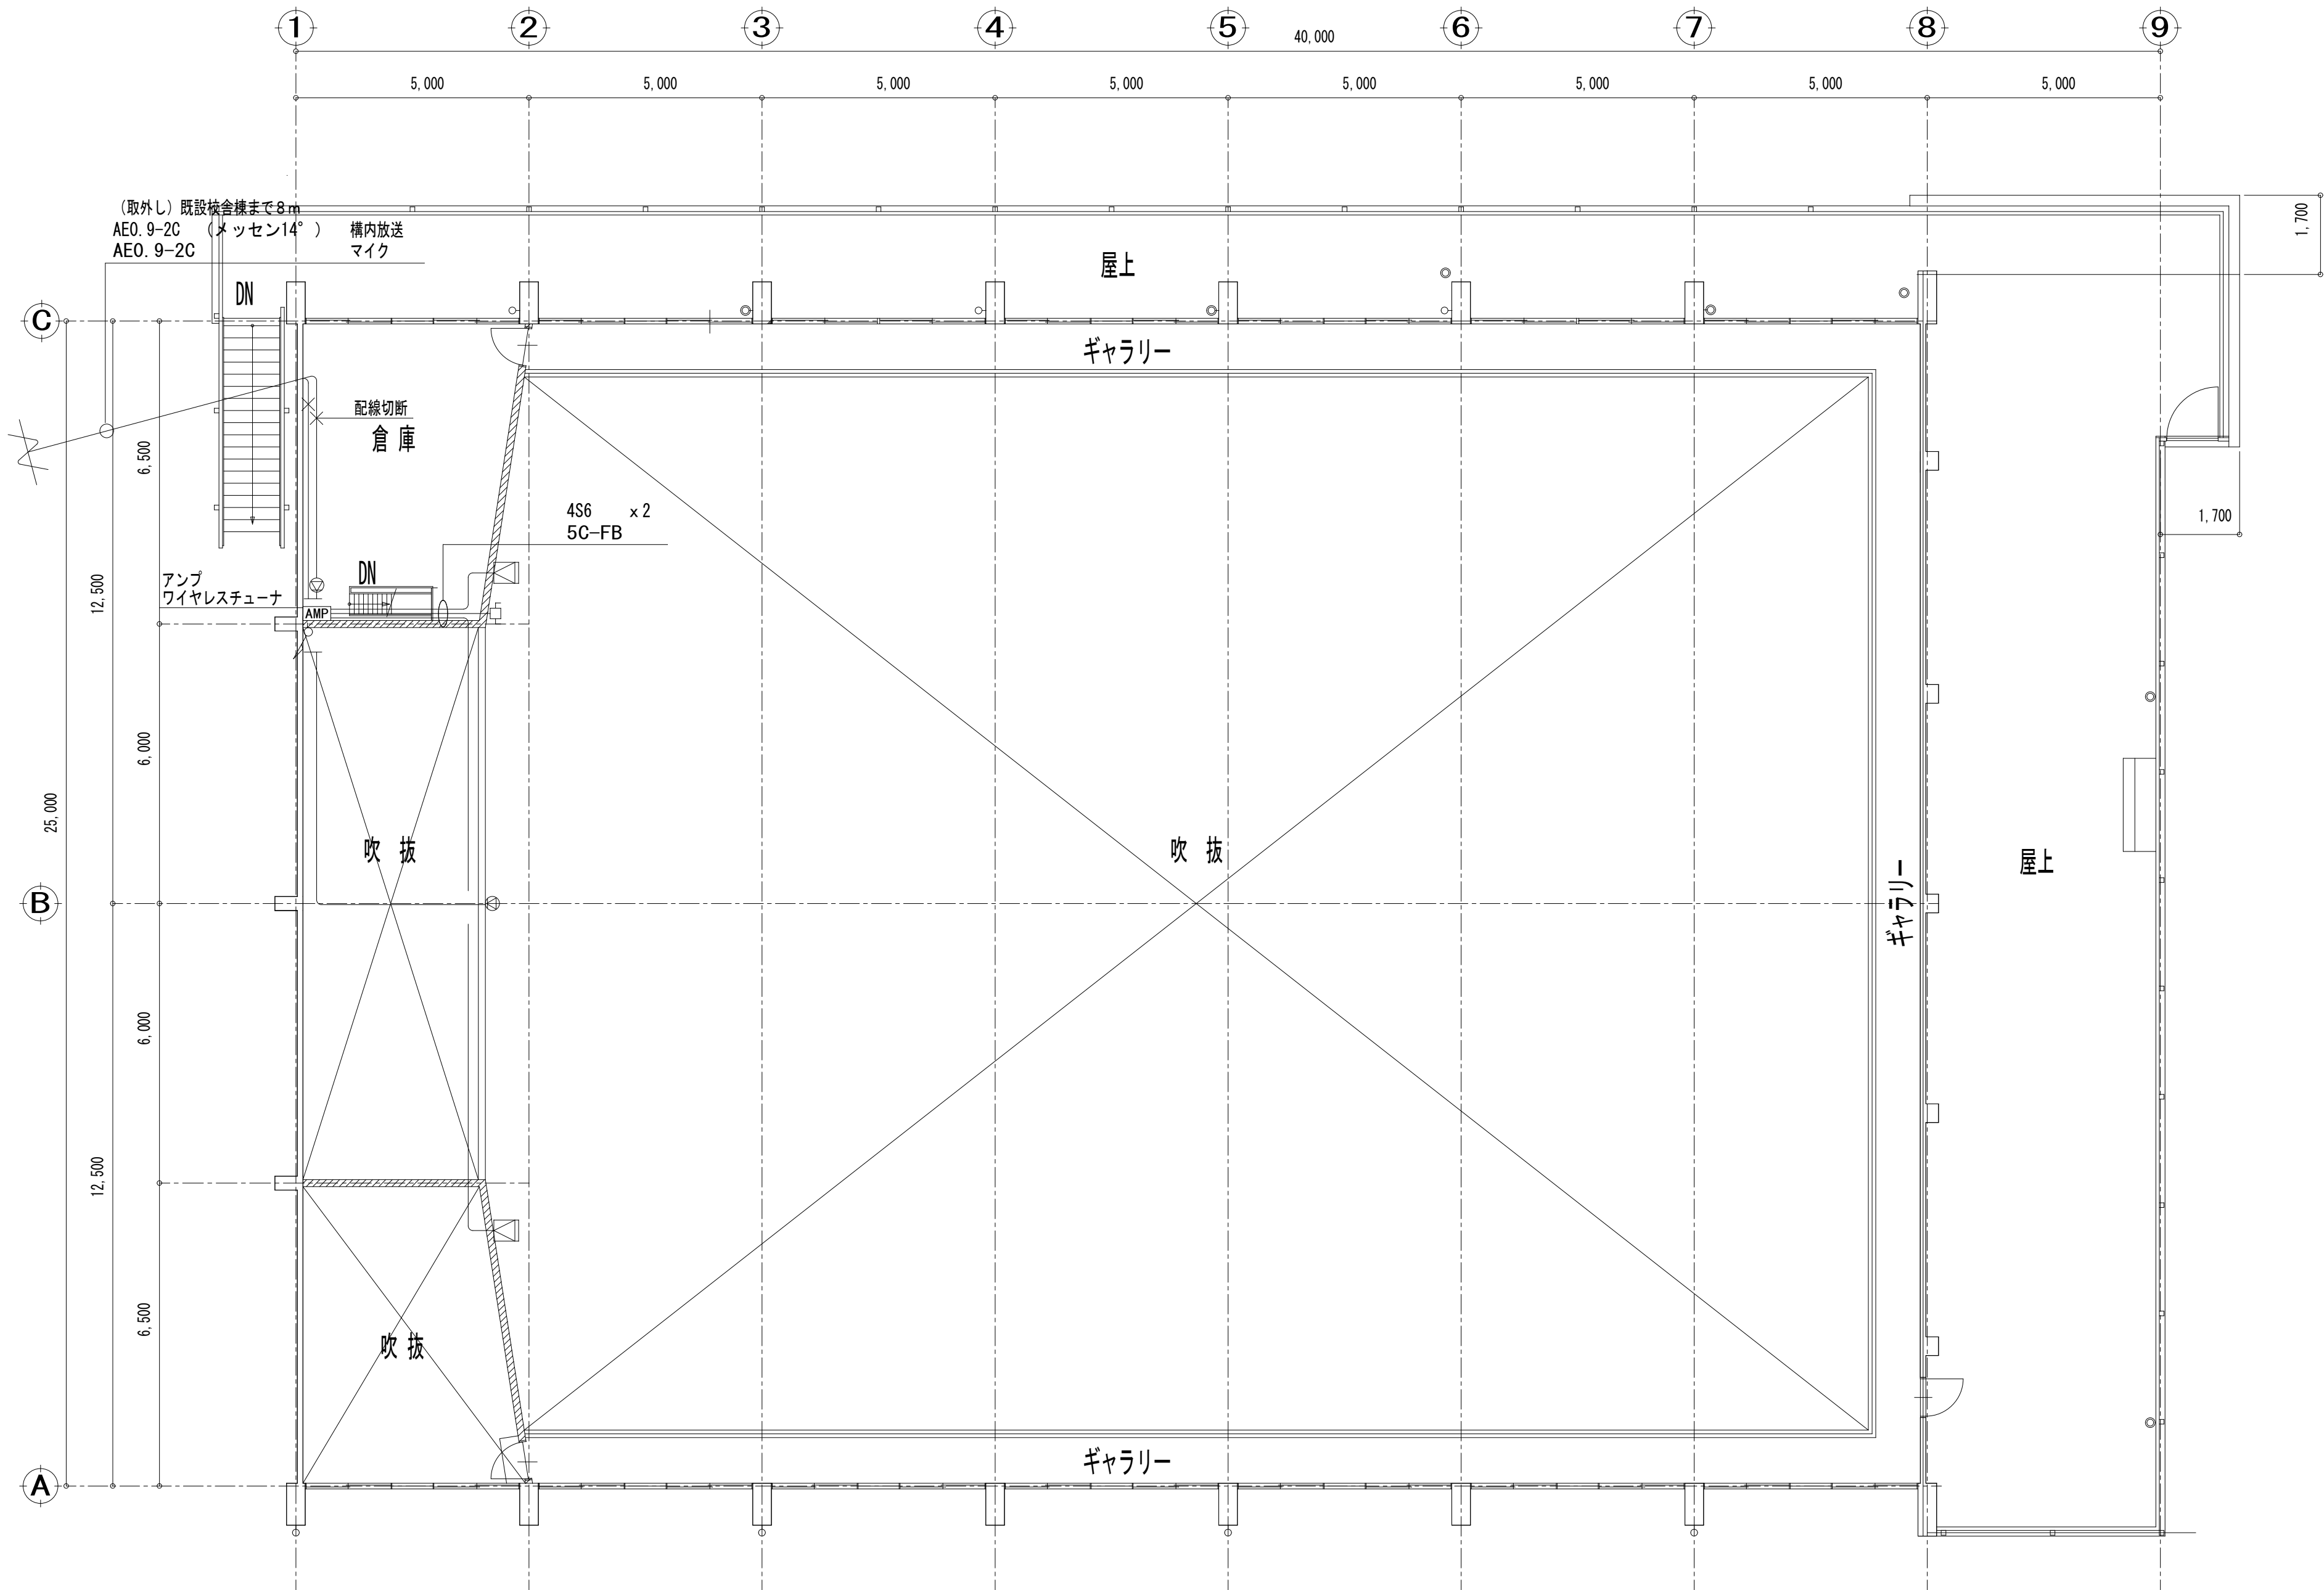 1 2 3 4 5 6 7 8 9
40,000
5,000 5,000 5,000 5,000 5,000 5,000 5,000 5,000
（取外し）既設校舎棟まで８ｍ
AE0.9-2C （メッセン14°） 構内放送
AE0.9-2C マイク
1,700
屋上
DN
C
ギャラリー
配線切断
倉 庫
6,500
4S6 x2
5C-FB
1,700
DN
アンプ
ワイヤレスチューナ
12,500
AMP
6,000
25,000
吹 抜
吹 抜
屋上
ギャラリー
B
6,000
12,500
6,500
吹 抜
ギャラリー
A